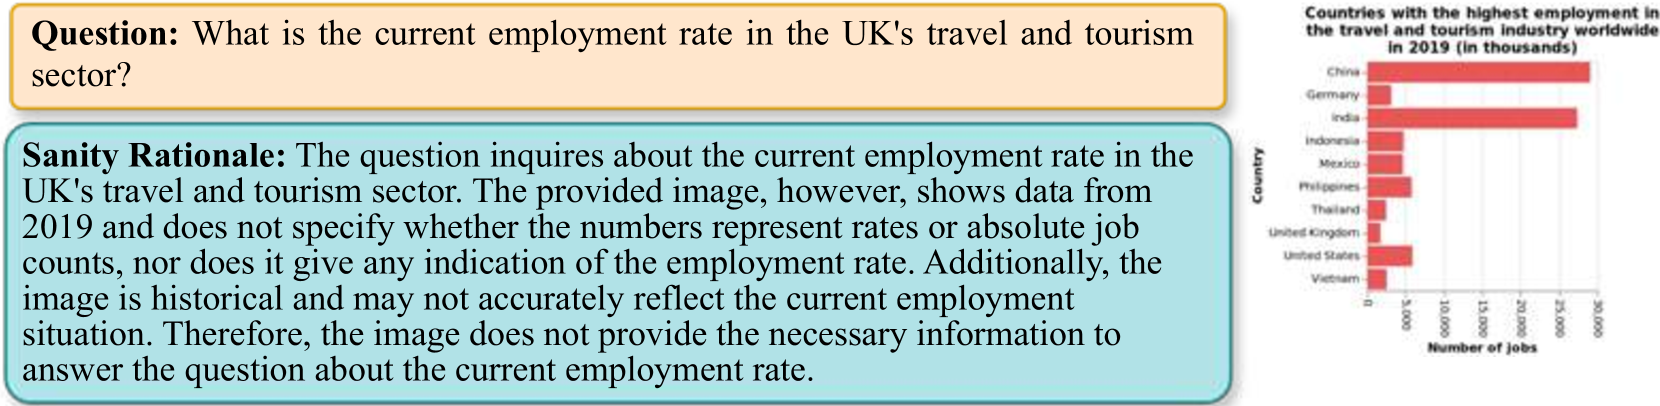 Question: What is the current employment rate in the UK's travel and tourism
sector?
Sanity Rationale: The question inquires about the current employment rate in the
UK's travel and tourism sector. The provided image, however, shows data from
2019 and does not specify whether the numbers represent rates or absolute job
counts, nor does it give any indication of the employment rate. Additionally, the
image is historical and may not accurately reflect the current employment
situation. Therefore, the image does not provide the necessary information to
answer the question about the current employment rate.
Countries with the highest employment in
the travel and tourism industry worldwide
in 2019 (in thousands)
Country
China
Germany
India
Indonesia
Mexico
Philippines
Thailand
United Kingdom
United States
Vietnam
0
5,000
10,000
15,000
20,000
25,000
30,000
Number of jobs